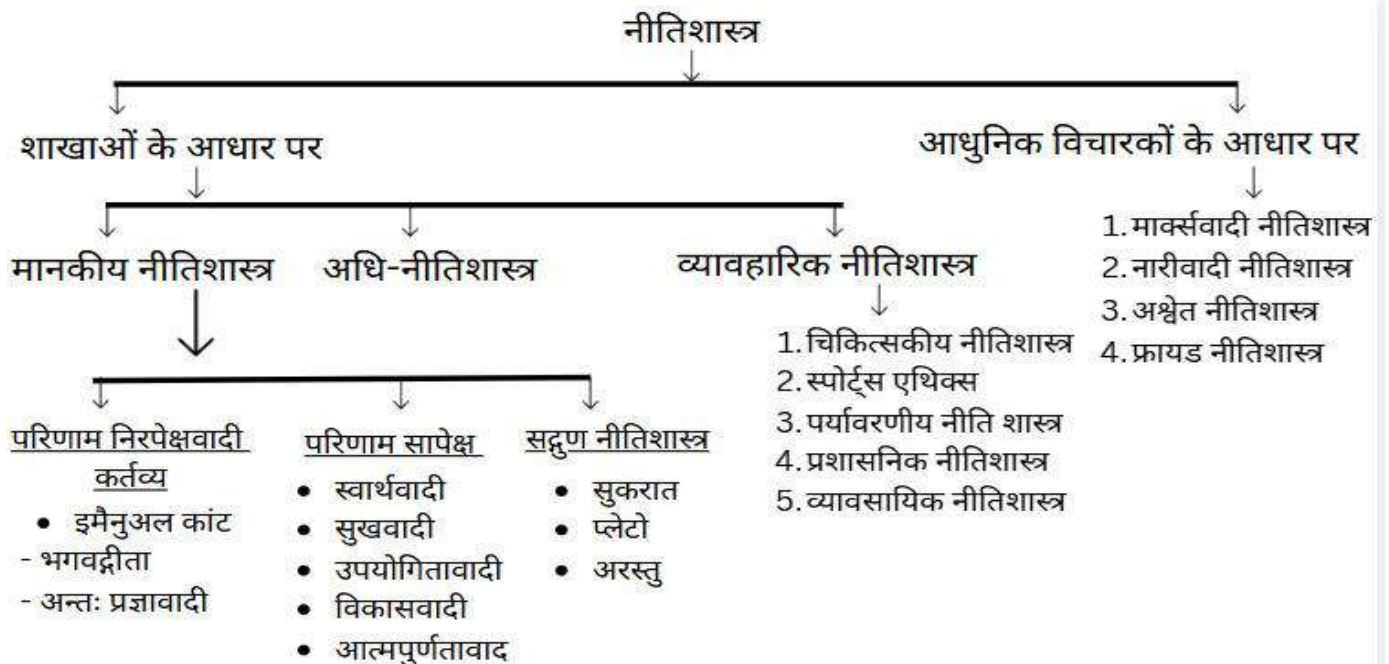 नीतिशास्त्र
शाखाओं के आधार पर
आधुनिक विचारकों के आधार पर
मानकीय नीतिशास्त्र
अधि-नीतिशास्त्र
व्यावहारिक नीतिशास्त्र
1. मार्क्सवादी नीतिशास्त्र
2. नारीवादी नीतिशास्त्र
3. अश्वेत नीतिशास्त्र
4. फ्रायड नीतिशास्त्र
1. चिकित्सकीय नीतिशास्त्र
2. स्पोर्ट्स एथिक्स
3. पर्यावरणीय नीति शास्त्र
4. प्रशासनिक नीतिशास्त्र
5. व्यावसायिक नीतिशास्त्र
परिणाम निरपेक्षवादी
कर्तव्य
• इमैनुअल कांट
- भगवद्गीता
- अन्तः प्रज्ञावादी
परिणाम सापेक्ष
• स्वार्थवादी
• सुखवादी
• उपयोगितावादी
• विकासवादी
• आत्मपुर्णतावाद
सद्गुण नीतिशास्त्र
• सुकरात
• प्लेटो
• अरस्तु